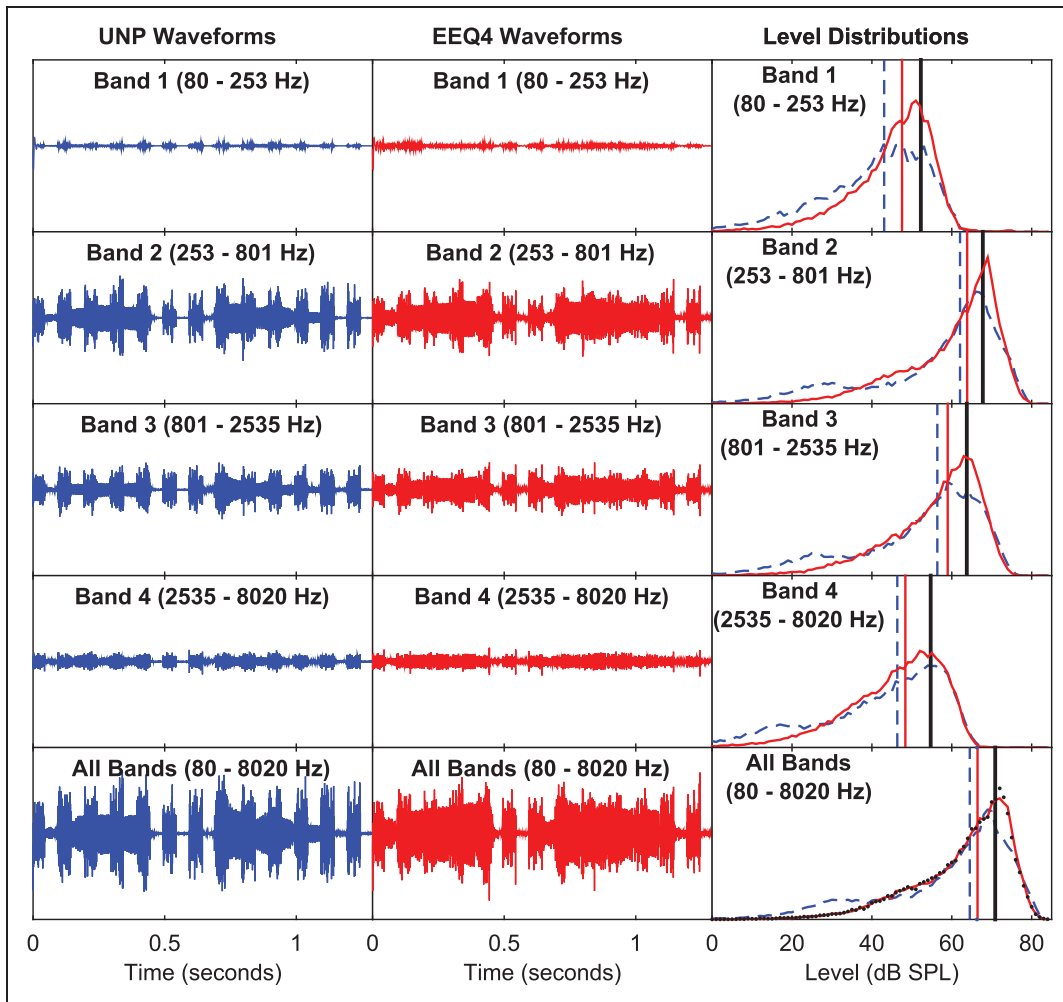 UNP Waveforms
EEQ4 Waveforms
Level Distributions
Band 1 (80 - 253 Hz)
Band 1 (80 - 253 Hz)
Band 1
(80 - 253 Hz)
Band 2 (253 - 801 Hz)
Band 2 (253 - 801 Hz)
Band 2
(253 - 801 Hz)
Band 3 (801 - 2535 Hz)
Band 3 (801 - 2535 Hz)
Band 3
(801 - 2535 Hz)
Band 4 (2535 - 8020 Hz)
Band 4 (2535 - 8020 Hz)
Band 4
(2535 - 8020 Hz)
All Bands (80 - 8020 Hz)
All Bands (80 - 8020 Hz)
All Bands
(80 - 8020 Hz)
0 0.5 1
0 0.5 1
0 20 40 60 80
Time (seconds)
Time (seconds)
Level (dB SPL)